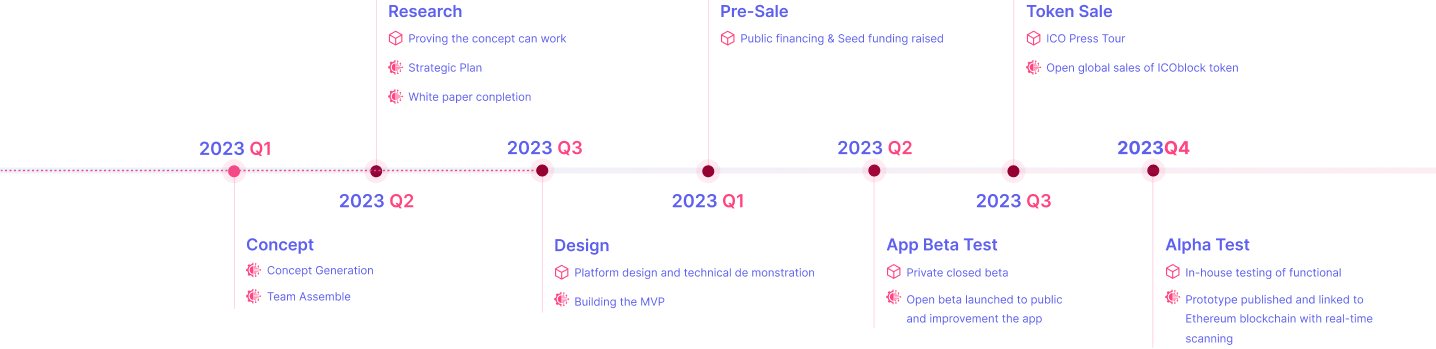 Research
Proving the concept can work
Strategic Plan
White paper conpletion
Pre-Sale
Public financing & Seed funding raised
Token Sale
ICO Press Tour
Open global sales of ICOblock token
2023 Q1
2023 Q3
2023 Q2
2023Q4
2023 Q2
2023 Q1
2023 Q3
Concept
Concept Generation
Team Assemble
Design
Platform design and technical de monstration
Building the MVP
App Beta Test
Private closed beta
Open beta launched to public
and improvement the app
Alpha Test
In-house testing of functional
Prototype published and linked to
Ethereum blockchain with real-time
scanning